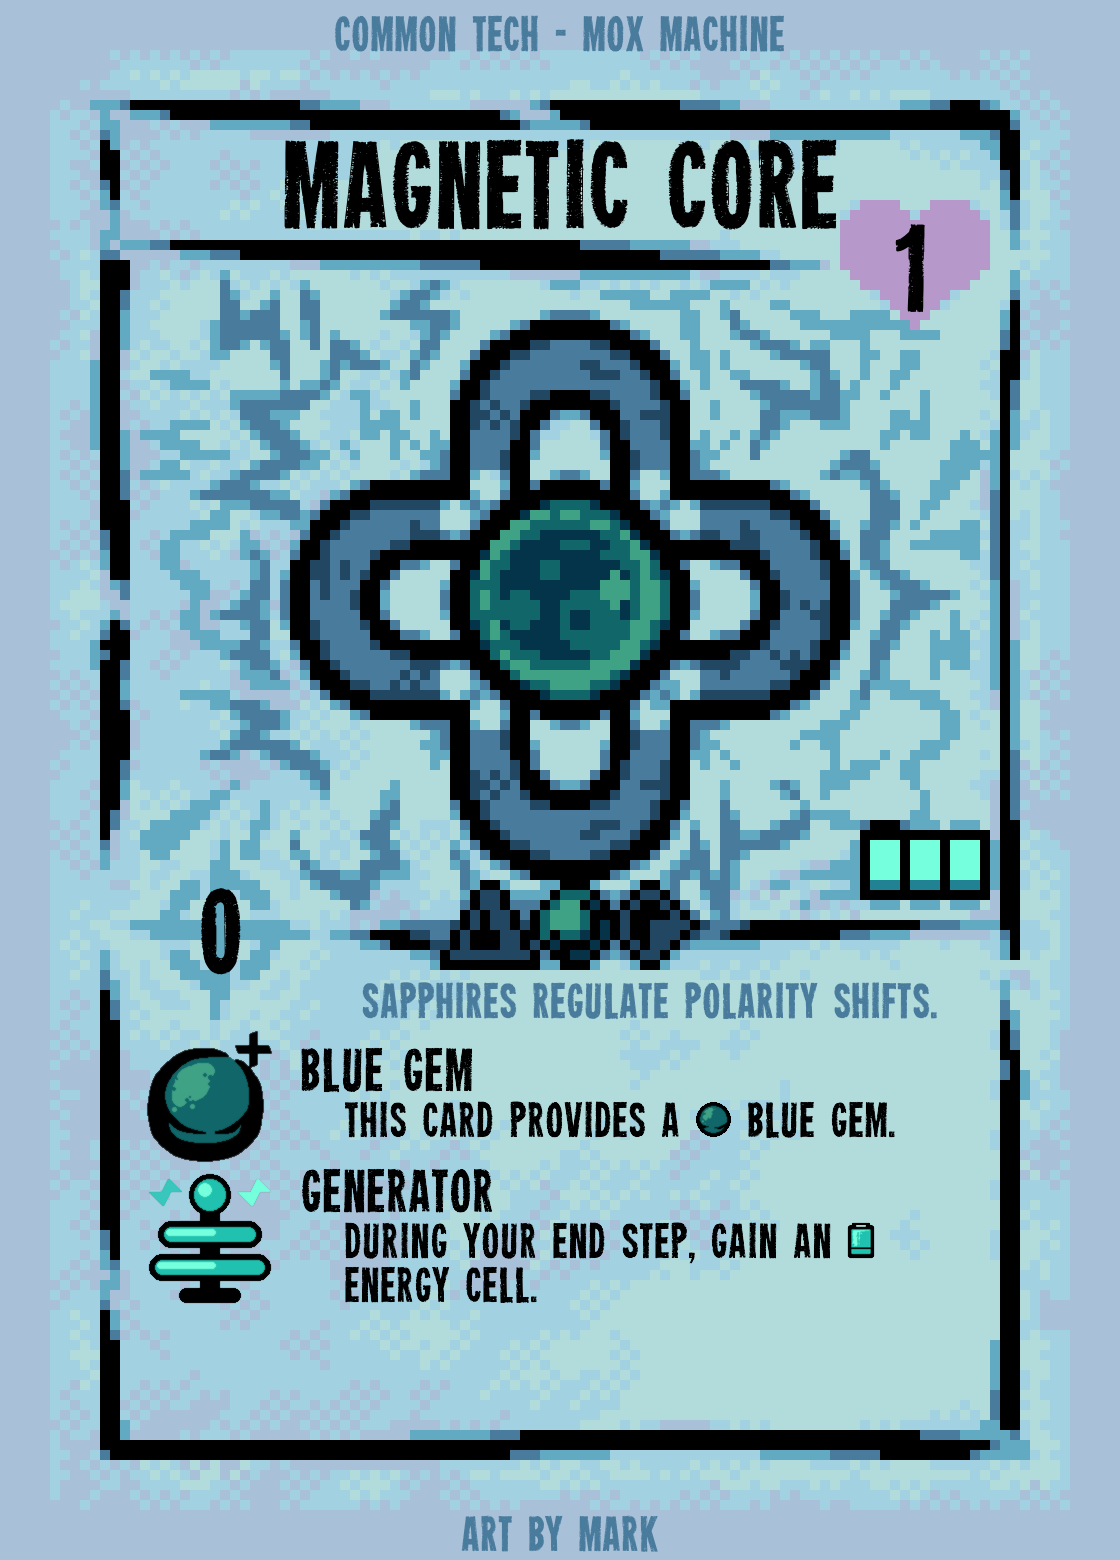 COMMON TECH - MOX MACHINE
MAGNETIC CORE
1
0
SAPPHIRES REGULATE POLARITY SHIFTS.
BLUE GEM
THIS CARD PROVIDES A BLUE GEM.
GENERATOR
DURING YOUR END STEP, GAIN AN
ENERGY CELL.
ART BY MARK